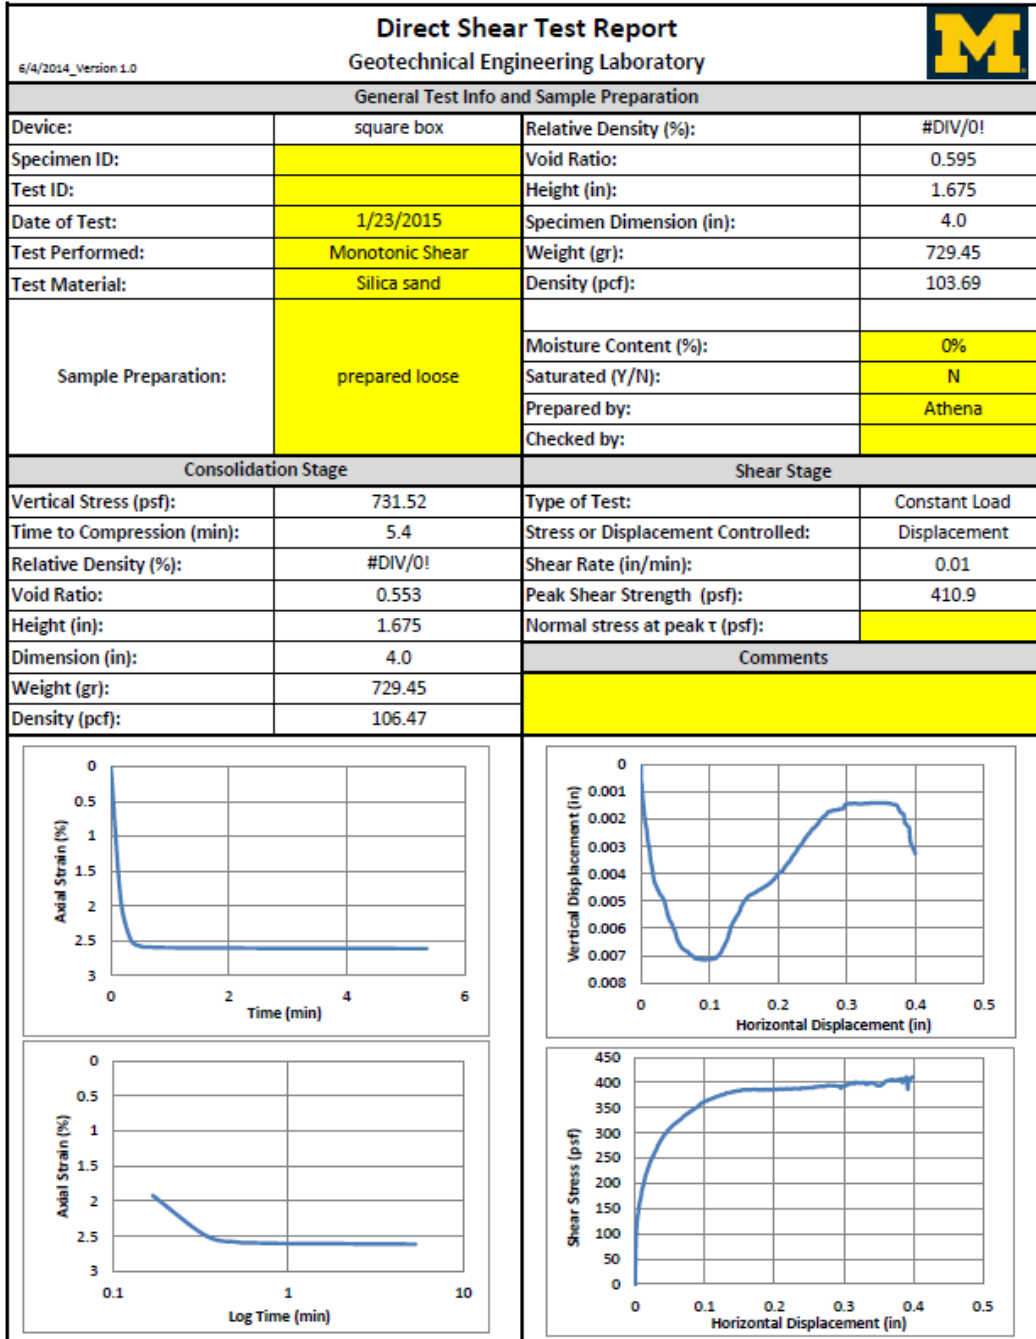 Direct Shear Test Report
Geotechnical Engineering Laboratory
6/4/2014_Version 1.0
M
General Test Info and Sample Preparation
Device: square box Relative Density (%): #DIV/0!
Specimen ID: Void Ratio: 0.595
Test ID: Height (in): 1.675
Date of Test: 1/23/2015 Specimen Dimension (in): 4.0
Test Performed: Monotonic Shear Weight (gr): 729.45
Test Material: Silica sand Density (pcf): 103.69
Moisture Content (%): 0%
Sample Preparation: prepared loose Saturated (Y/N): N
Prepared by: Athena
Checked by:
Consolidation Stage Shear Stage
Vertical Stress (psf): 731.52 Type of Test: Constant Load
Time to Compression (min): 5.4 Stress or Displacement Controlled: Displacement
Relative Density (%): #DIV/0! Shear Rate (in/min): 0.01
Void Ratio: 0.553 Peak Shear Strength (psf): 410.9
Height (in): 1.675 Normal stress at peak τ (psf):
Dimension (in): 4.0 Comments
Weight (gr): 729.45
Density (pcf): 106.47
Axial Strain (%)
0
0.5
1
1.5
2
2.5
3
0 2 4 6
Time (min)
Vertical Displacement (in)
0
0.001
0.002
0.003
0.004
0.005
0.006
0.007
0.008
0 0.1 0.2 0.3 0.4 0.5
Horizontal Displacement (in)
Axial Strain (%)
0
0.5
1
1.5
2
2.5
3
0.1 1 10
Log Time (min)
Shear Stress (psf)
450
400
350
300
250
200
150
100
50
0
0 0.1 0.2 0.3 0.4 0.5
Horizontal Displacement (in)